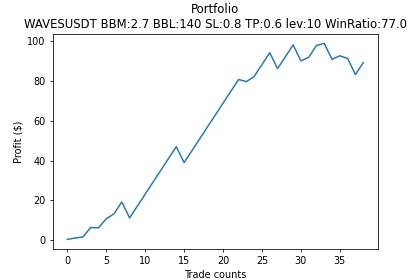 Portfolio
WAVESUSDT BBM:2.7 BBL:140 SL:0.8 TP:0.6 lev:10 WinRatio:77.0
100
80
60
40
20
0
Profit ($)
0 5 10 15 20 25 30 35
Trade counts